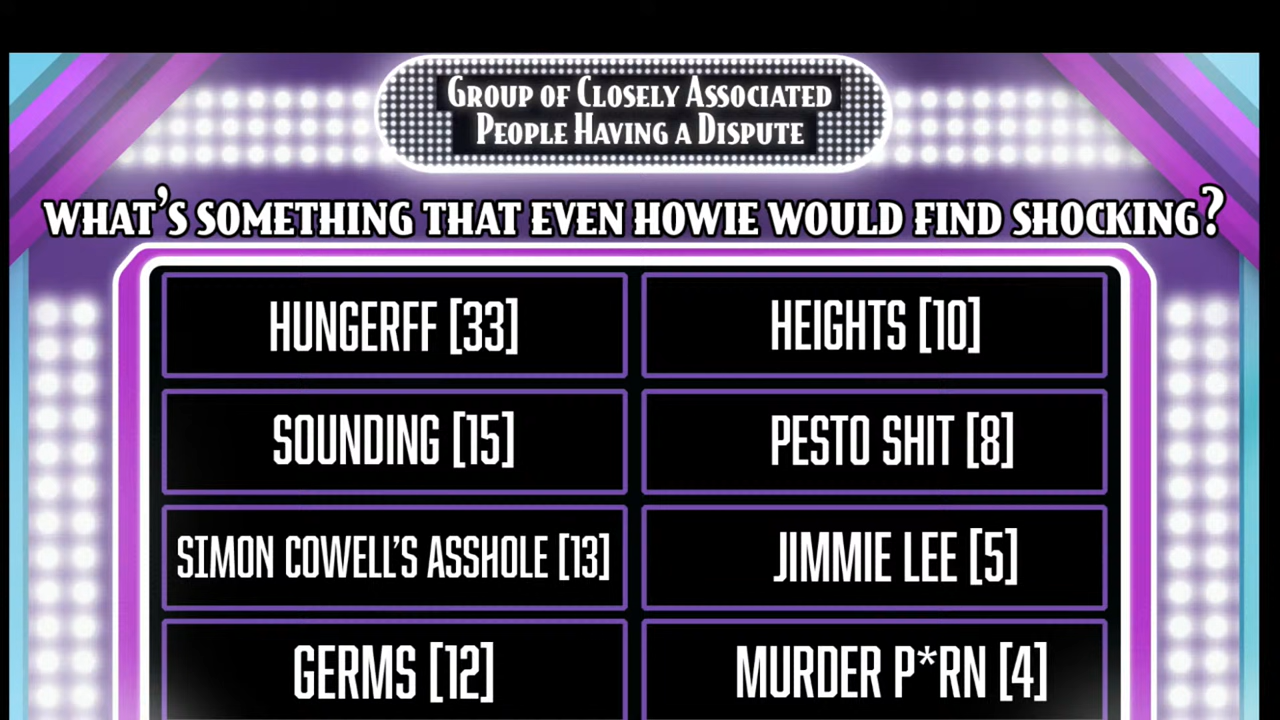 GROUP OF CLOSELY ASSOCIATED
PEOPLE HAVING A DISPUTE
WHAT'S SOMETHING THAT EVEN HOWIE WOULD FIND SHOCKING?
HUNGERFF [33]
HEIGHTS [10]
SOUNDING [15]
PESTO SHIT [8]
SIMON COWELL'S ASSHOLE [13]
JIMMIE LEE [5]
GERMS [12]
MURDER P*RN [4]